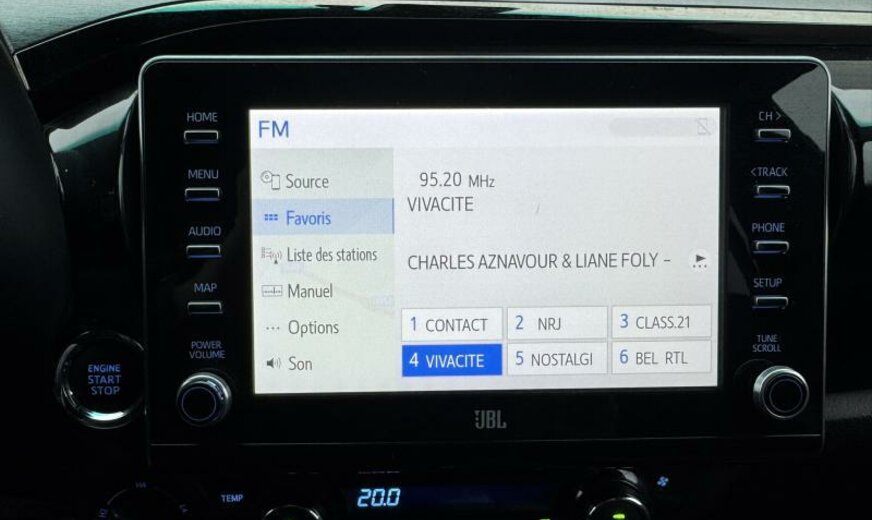 HOME
MENU
AUDIO
MAP
POWER
VOLUME
ENGINE
START
STOP
FM
Source
Favoris
Liste des stations
Manuel
Options
Son
95.20 MHz
VIVACITE
CHARLES AZNAVOUR & LIANE FOLY -
1 CONTACT
2 NRJ
3 CLASS.21
4 VIVACITE
5 NOSTALGI
6 BEL RTL
CH >
<TRACK
PHONE
SETUP
TUNE
SCROLL
JBL
TEMP
20.0